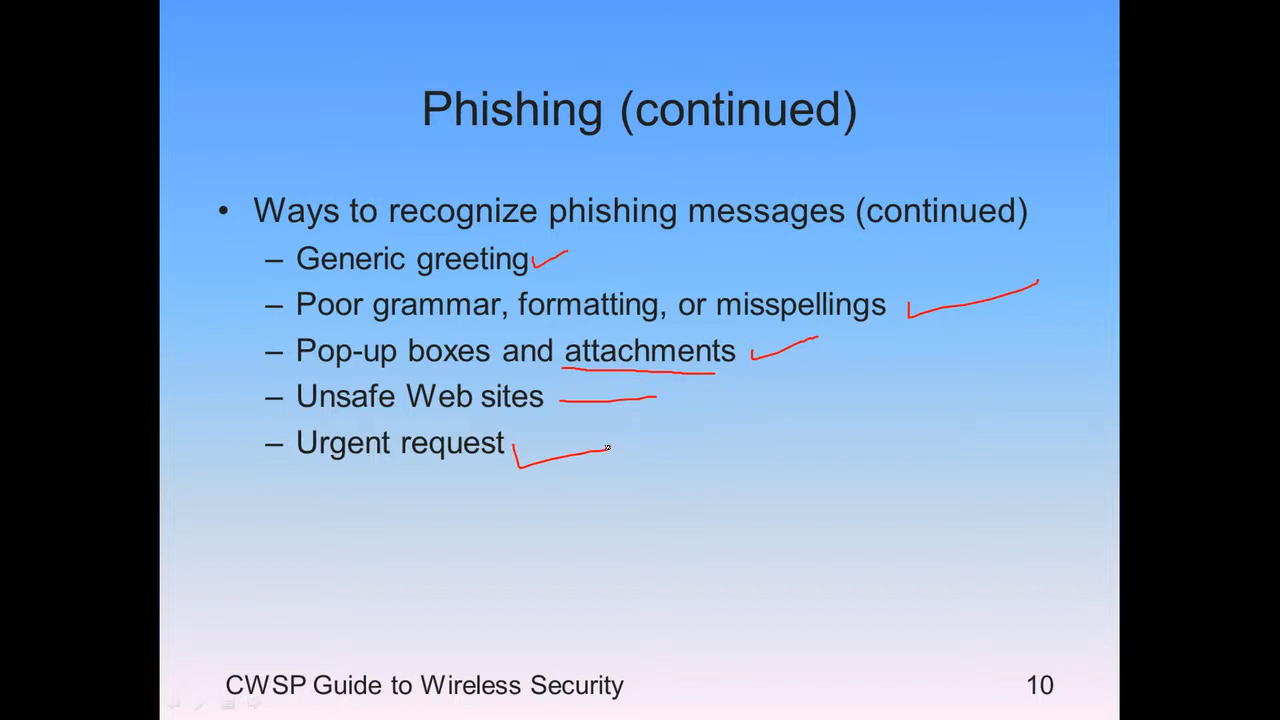 Phishing (continued)
• Ways to recognize phishing messages (continued)
– Generic greeting
– Poor grammar, formatting, or misspellings
– Pop-up boxes and attachments
– Unsafe Web sites
– Urgent request
CWSP Guide to Wireless Security
10